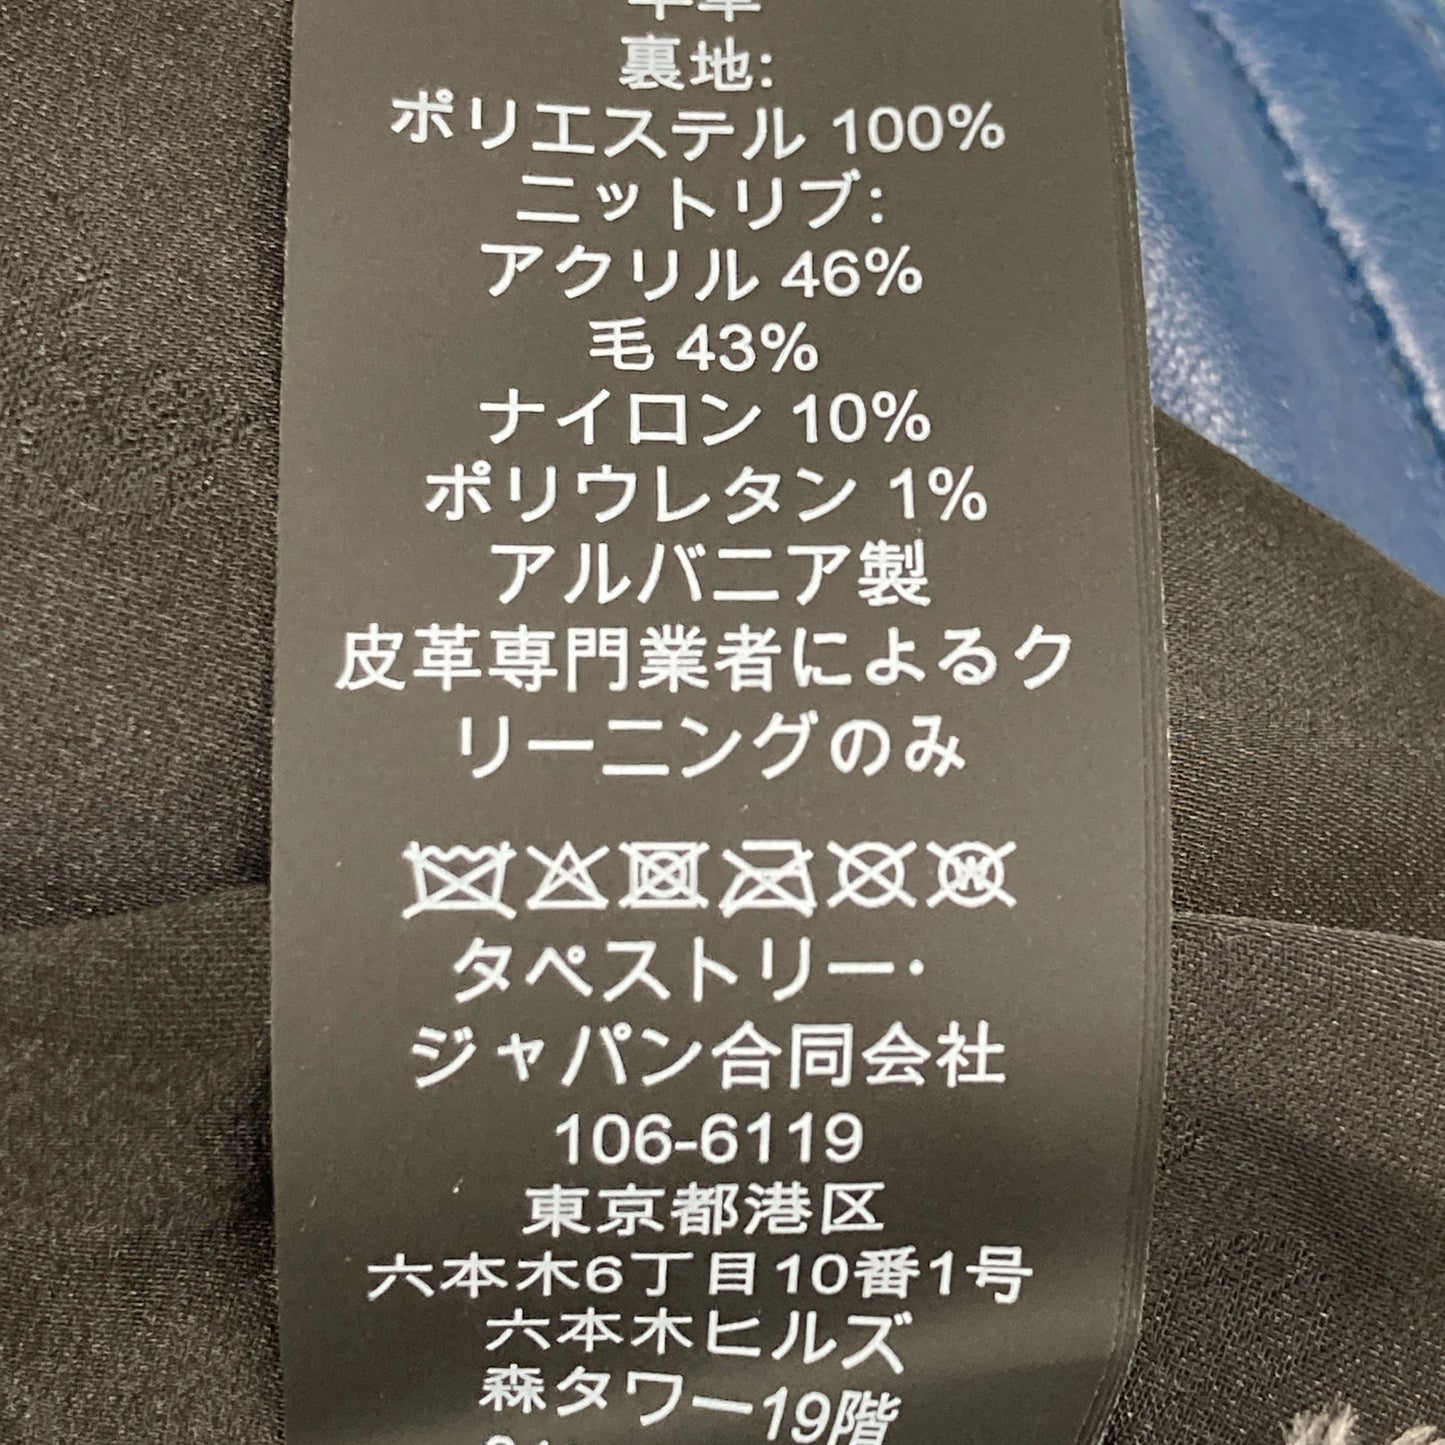 牛革
裏地:
ポリエステル 100%
ニットリブ:
アクリル 46%
毛 43%
ナイロン 10%
ポリウレタン 1%
アルバニア製
皮革専門業者によるク
リーニングのみ
タペストリー・
ジャパン合同会社
106-6119
東京都港区
六本木6丁目10番1号
六本木ヒルズ
森タワー19階